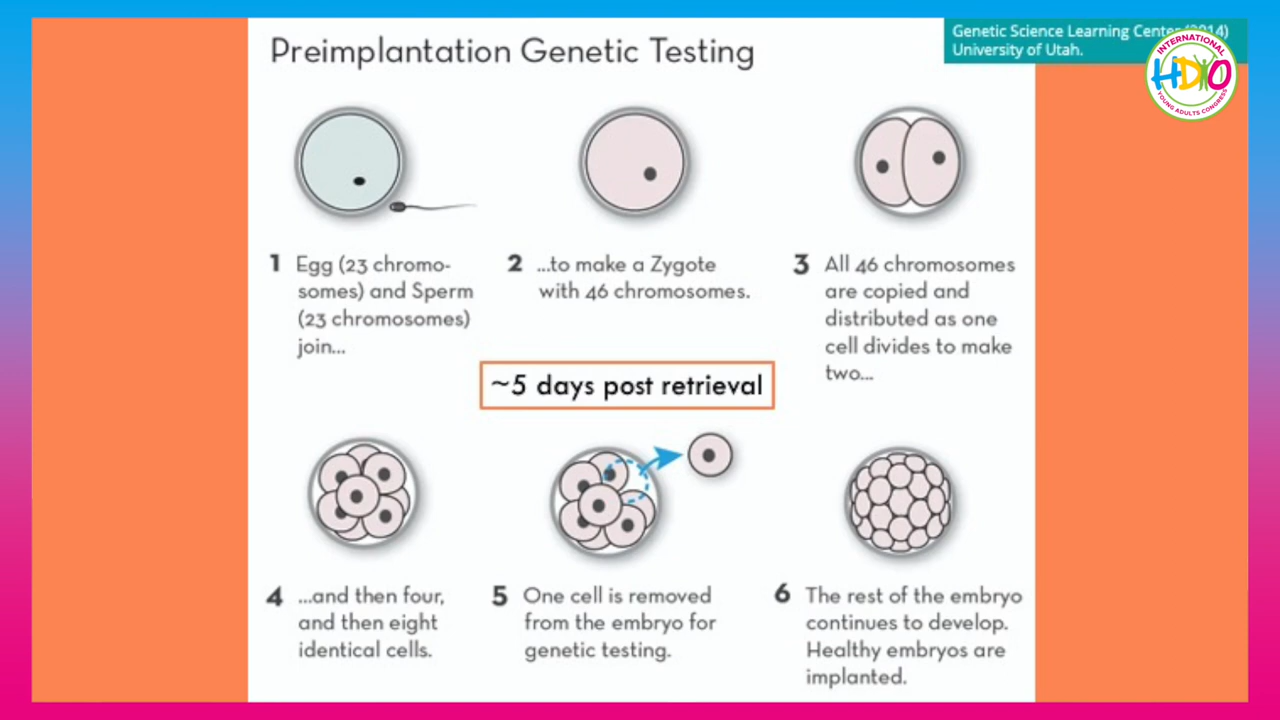 Preimplantation Genetic Testing
Genetic Science Learning Center (2014)
University of Utah.
INTERNATIONAL
HDYO
YOUNG ADULTS CONGRESS
1 Egg (23 chromo-
somes) and Sperm
(23 chromosomes)
join...
2 ...to make a Zygote
with 46 chromosomes.
3 All 46 chromosomes
are copied and
distributed as one
cell divides to make
two...
~5 days post retrieval
4 ...and then four,
and then eight
identical cells.
5 One cell is removed
from the embryo for
genetic testing.
6 The rest of the embryo
continues to develop.
Healthy embryos are
implanted.